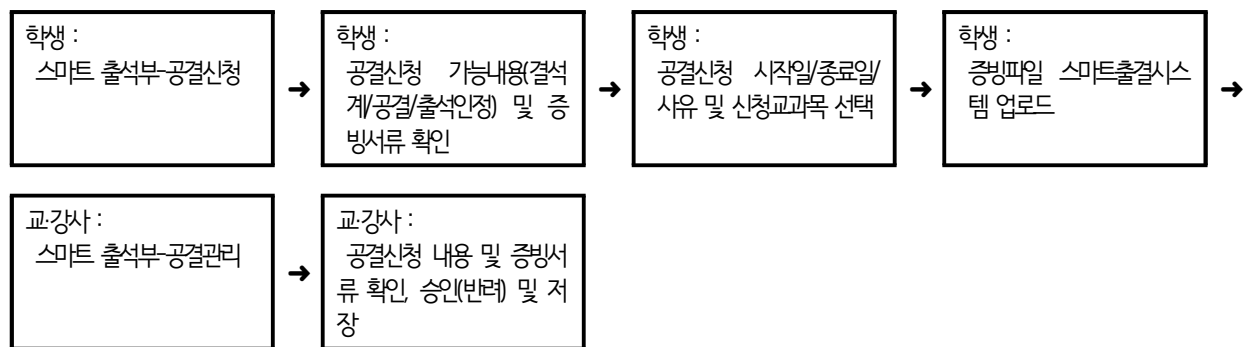 학생 :
스마트 출석부-공결신청
➜
학생 :
공결신청 가능내용(결석
계/공결/출석인정) 및 증
빙서류 확인
➜
학생 :
공결신청 시작일/종료일/
사유 및 신청교과목 선택
➜
학생 :
증빙파일 스마트출결시스
템 업로드
➜
교·강사 :
스마트 출석부-공결관리
➜
교·강사 :
공결신청 내용 및 증빙서
류 확인, 승인(반려) 및 저
장